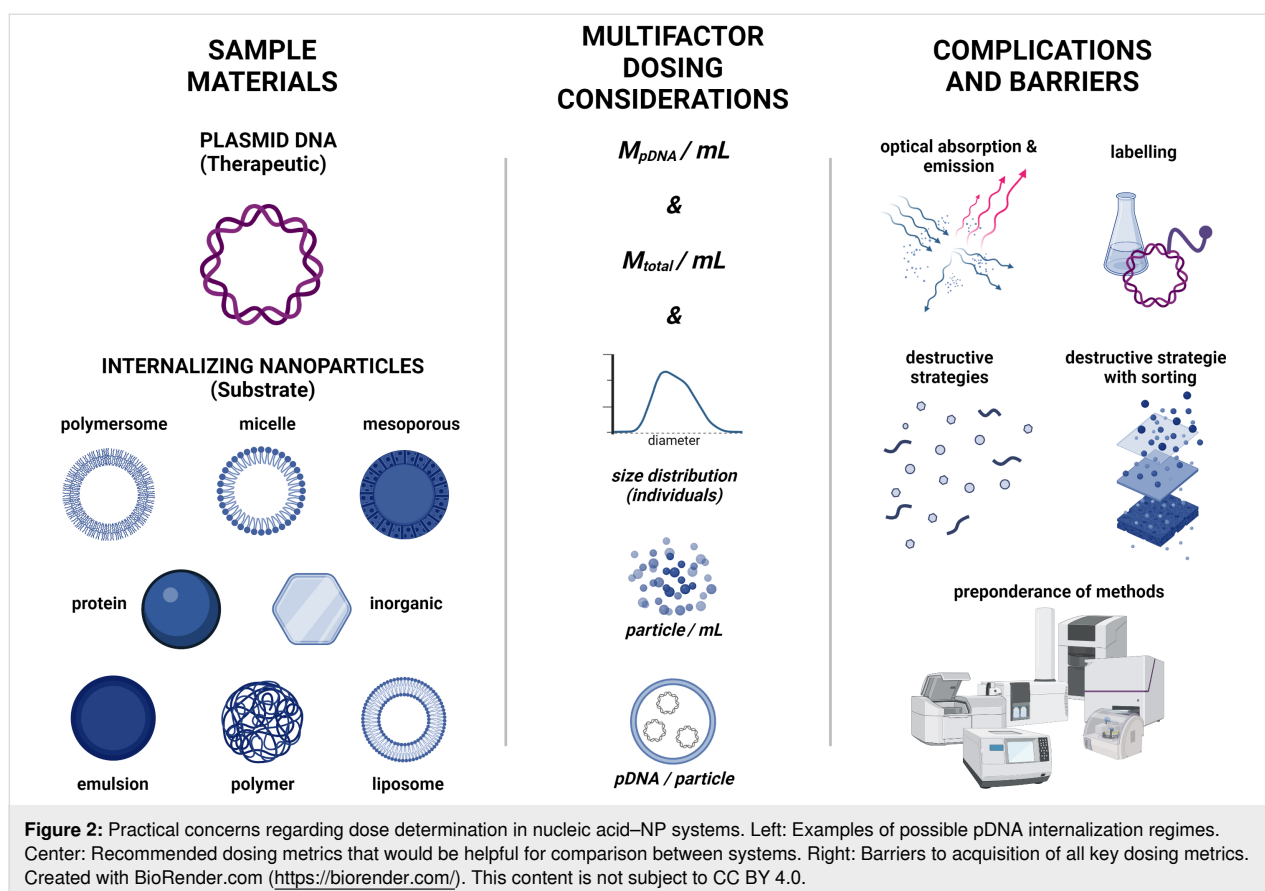 SAMPLE
MATERIALS
PLASMID DNA
(Therapeutic)
INTERNALIZING NANOPARTICLES
(Substrate)
polymersome
micelle
mesoporous
protein
inorganic
emulsion
polymer
liposome
MULTIFACTOR
DOSING
CONSIDERATIONS
MpDNA / mL
&
Mtotal / mL
&
diameter
size distribution
(individuals)
particle / mL
pDNA / particle
COMPLICATIONS
AND BARRIERS
optical absorption &
emission
labelling
destructive
strategies
destructive strategie
with sorting
preponderance of methods
Figure 2: Practical concerns regarding dose determination in nucleic acid–NP systems. Left: Examples of possible pDNA internalization regimes.
Center: Recommended dosing metrics that would be helpful for comparison between systems. Right: Barriers to acquisition of all key dosing metrics.
Created with BioRender.com (https://biorender.com/). This content is not subject to CC BY 4.0.